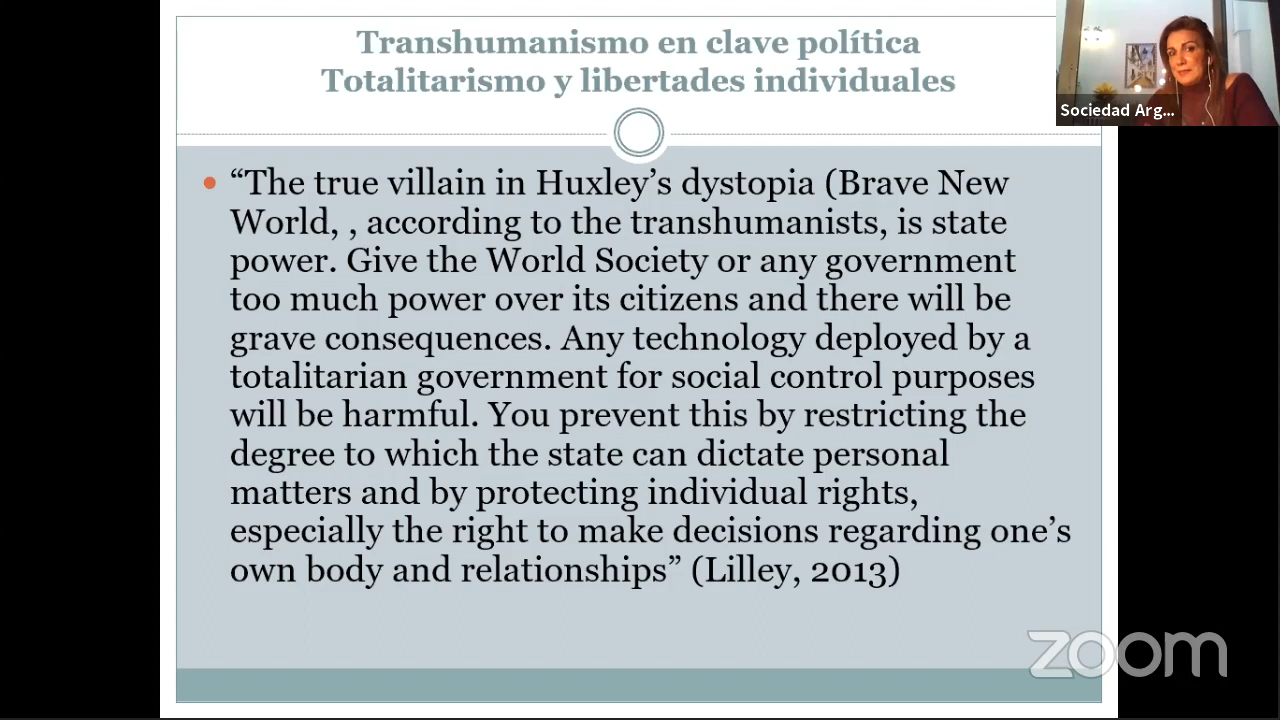 Transhumanismo en clave política
Totalitarismo y libertades individuales
Sociedad Arg...
“The true villain in Huxley’s dystopia (Brave New
World, , according to the transhumanists, is state
power. Give the World Society or any government
too much power over its citizens and there will be
grave consequences. Any technology deployed by a
totalitarian government for social control purposes
will be harmful. You prevent this by restricting the
degree to which the state can dictate personal
matters and by protecting individual rights,
especially the right to make decisions regarding one’s
own body and relationships” (Lilley, 2013)
zoom